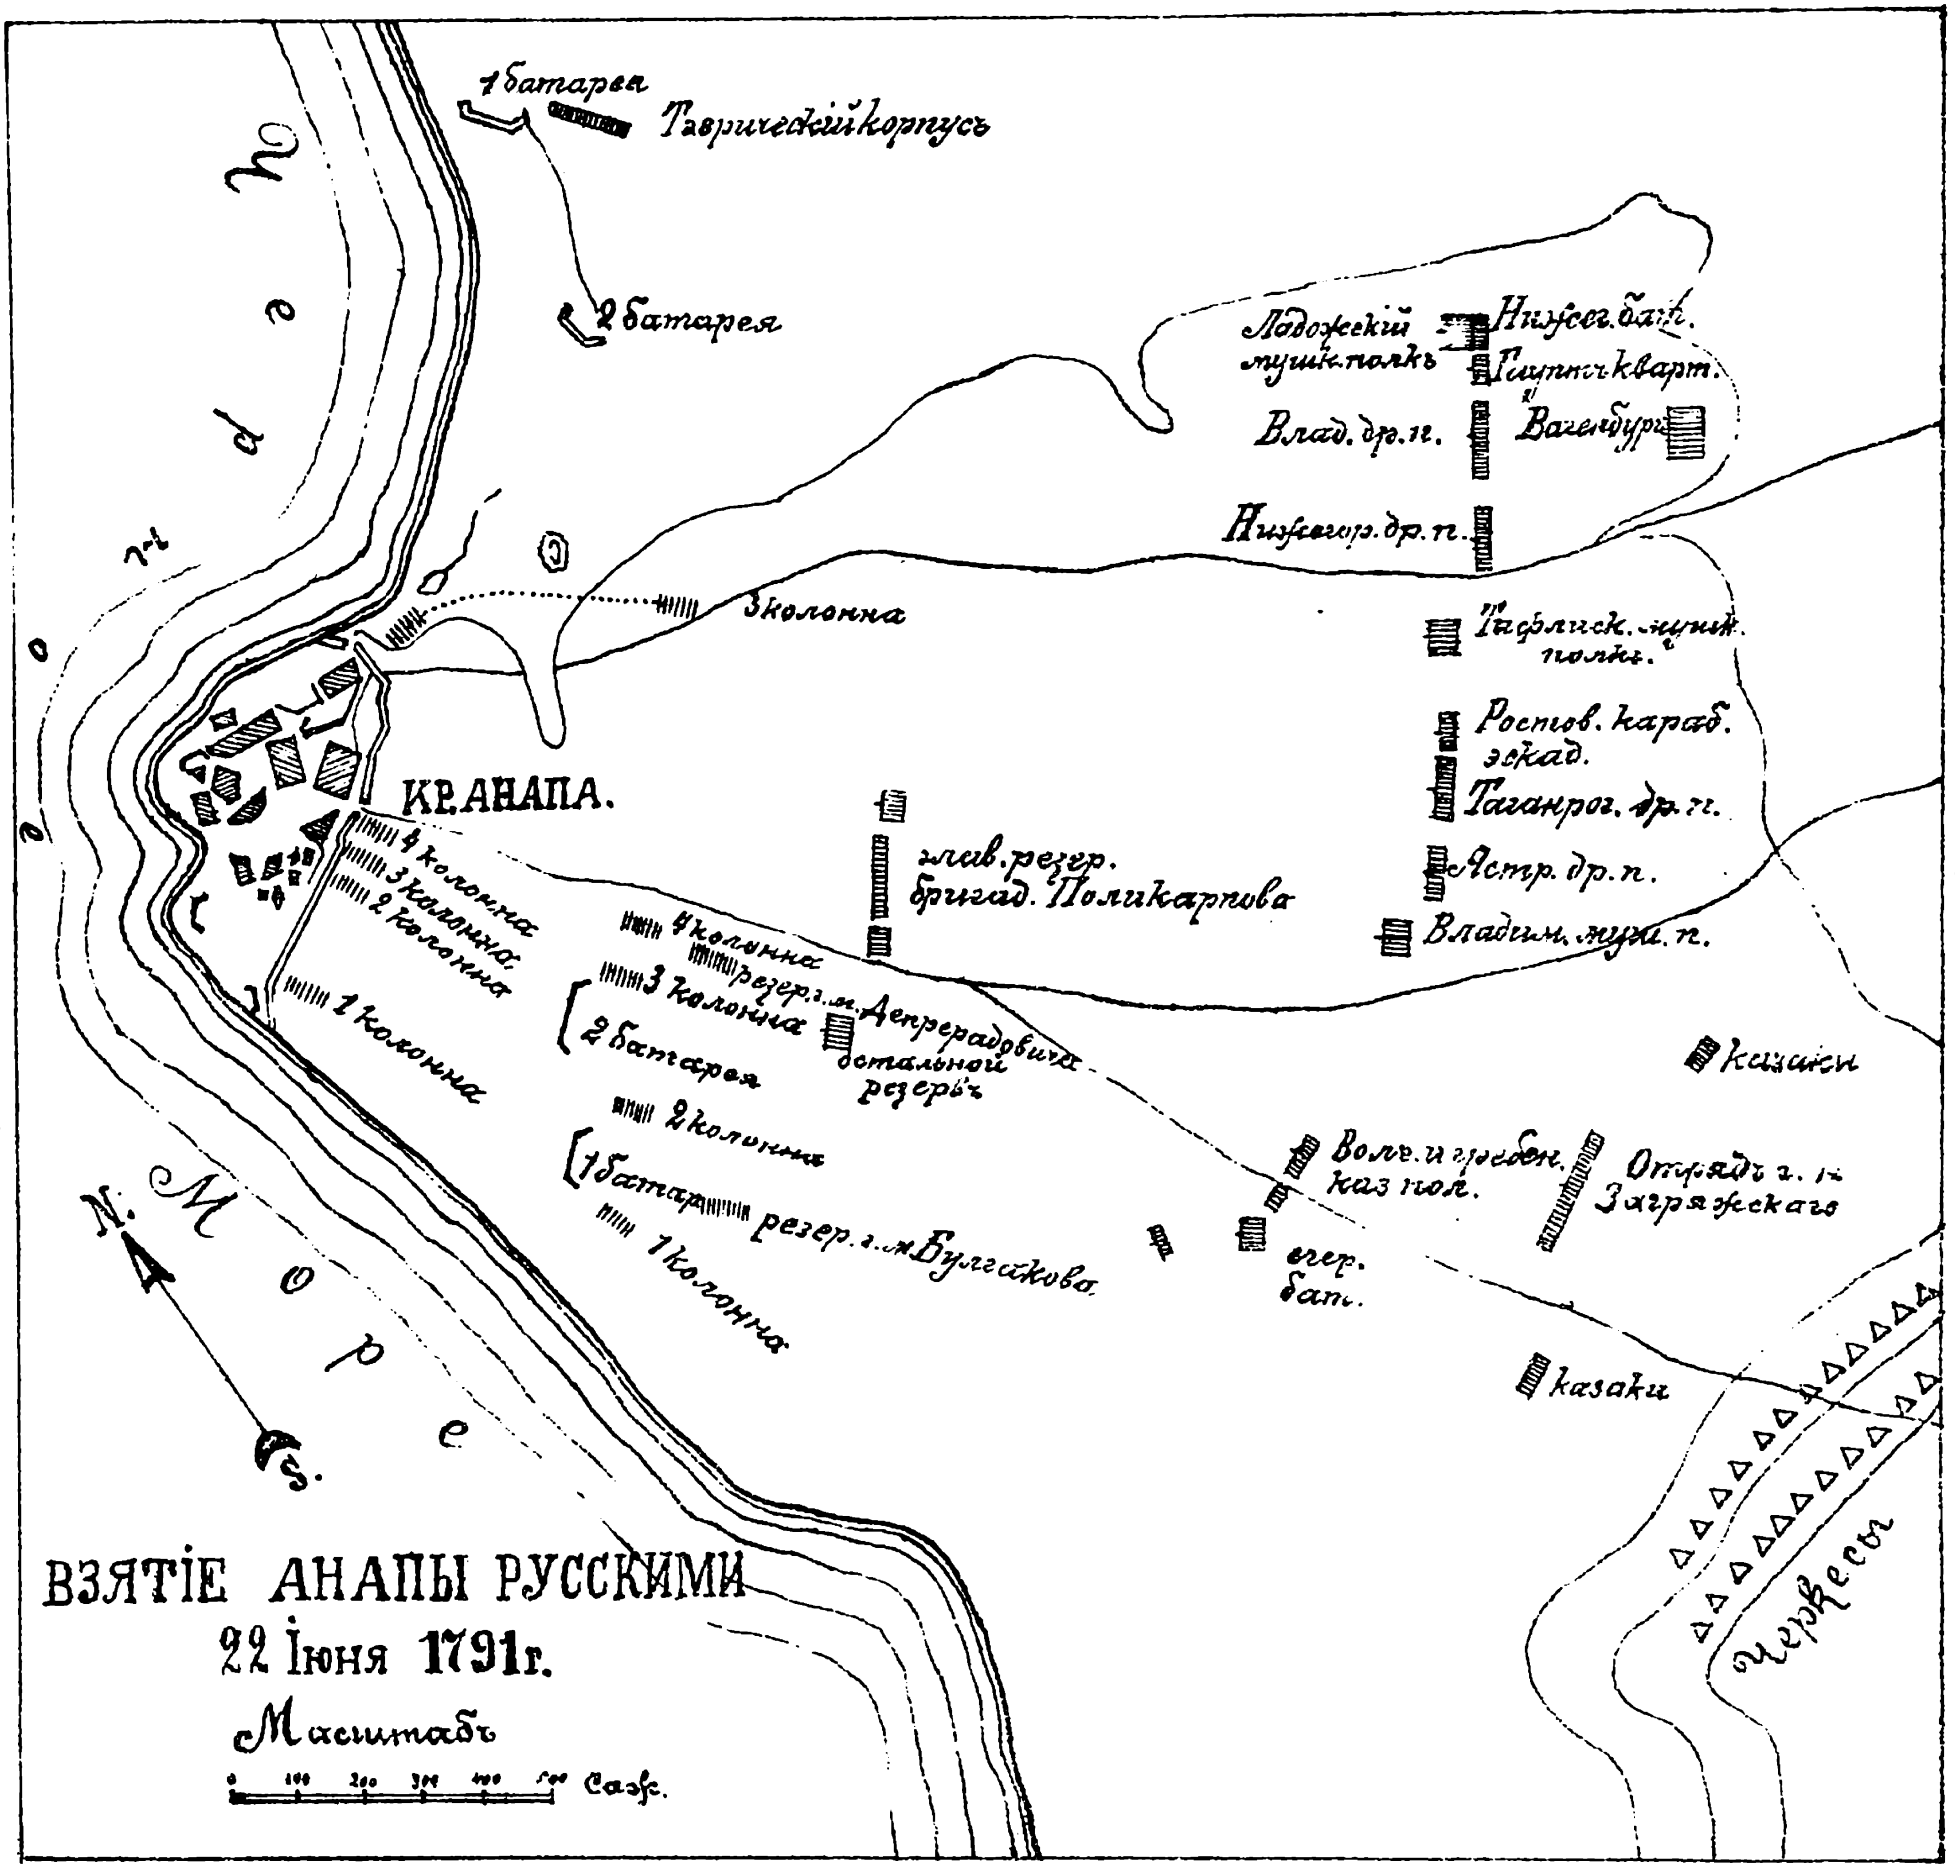 1 батарея
Таврическій корпусъ
2 батарея
Черное
Море
Ладожскій
мушк. полкъ
Нижег. бат.
кварт.
Влад. др. п.
Вагенбургъ
Нижегор. др. п.
3 колонна
Тифлиск. мушк.
полкъ.
Ростов. караб.
эскад.
Таганрог. др. п.
Астр. др. п.
Владим. муш. п.
КР. АНАПА.
4 колонна
3 колонна.
2 колонна
1 колонна
глав. резер.
бригад. Поликарпова
4 колонна
резер. г. м. Депрерадовича
3 колонна
2 батарея
остальной
резервъ
2 колонна
1 батар
резер. г. м. Булгакова.
1 колонна
казаки
Волъ. и гребен.
каз пол.
Отрядъ г. м
Загряжскаго
егер.
бат.
казаки
Черкесы
N.
S.
ВЗЯТІЕ АНАПЫ РУССКИМИ
22 Іюня 1791г.
Масштабъ
0 100 200 300 400 500 Саж.